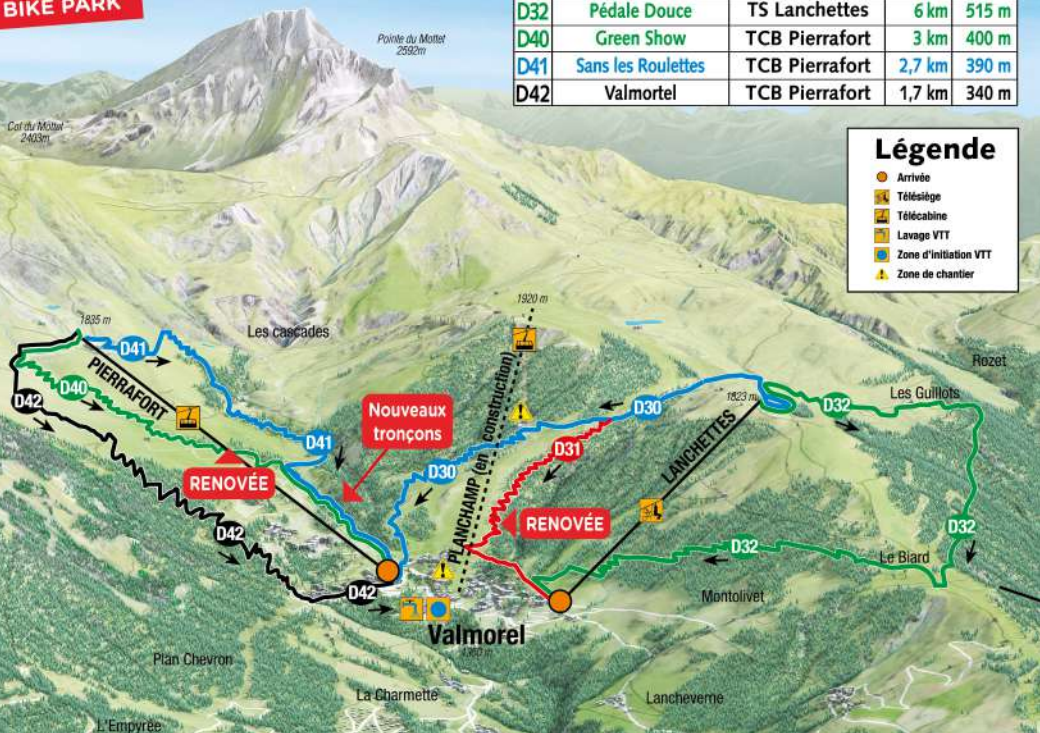 BIKE PARK
D32 Pédale Douce TS Lanchettes 6 km 515 m
D40 Green Show TCB Pierrafort 3 km 400 m
D41 Sans les Roulettes TCB Pierrafort 2,7 km 390 m
D42 Valmortel TCB Pierrafort 1,7 km 340 m
Pointe du Mottet
2592m
Col du Mottet
2403m
Légende
Arrivée
Télésiège
Télécabine
Lavage VTT
Zone d'initiation VTT
Zone de chantier
1920 m
1835 m
Les cascades
D41
PIERRAFORT
D40
D42
Nouveaux
tronçons
D41
RENOVÉE
D30
PLANCHAMP (en construction)
D30
D31
RENOVÉE
1823 m
LANCHETTES
D32
Les Guillots
Rozet
D32
D32
Le Biard
Montolivet
D42
D42
Valmorel
1360 m
Plan Chevron
La Charmette
Lancheverne
L'Empyrée